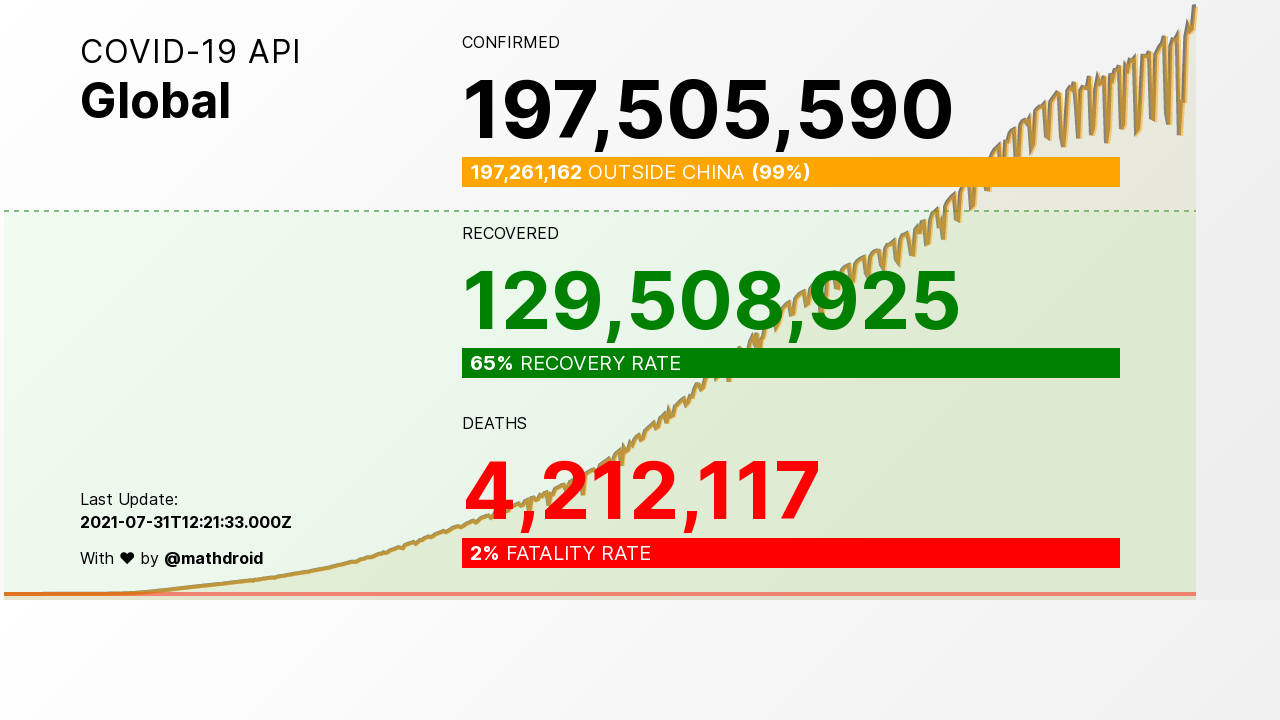 COVID-19 API
Global
CONFIRMED
197,505,590
197,261,162 OUTSIDE CHINA (99%)
RECOVERED
129,508,925
65% RECOVERY RATE
DEATHS
4,212,117
2% FATALITY RATE
Last Update:
2021-07-31T12:21:33.000Z
With ♥ by @mathdroid